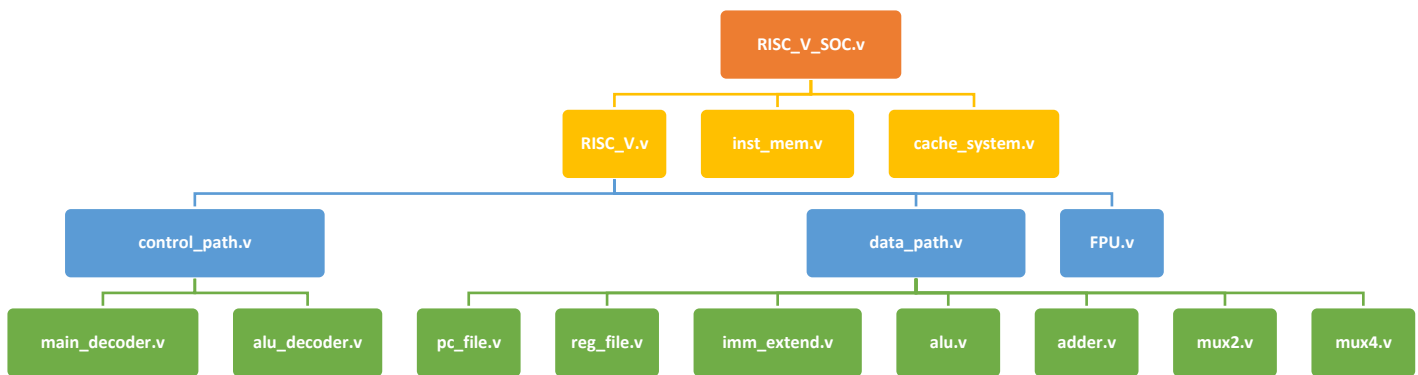 RISC_V_SOC.v
RISC_V.v
inst_mem.v
cache_system.v
control_path.v
data_path.v
FPU.v
main_decoder.v
alu_decoder.v
pc_file.v
reg_file.v
imm_extend.v
alu.v
adder.v
mux2.v
mux4.v